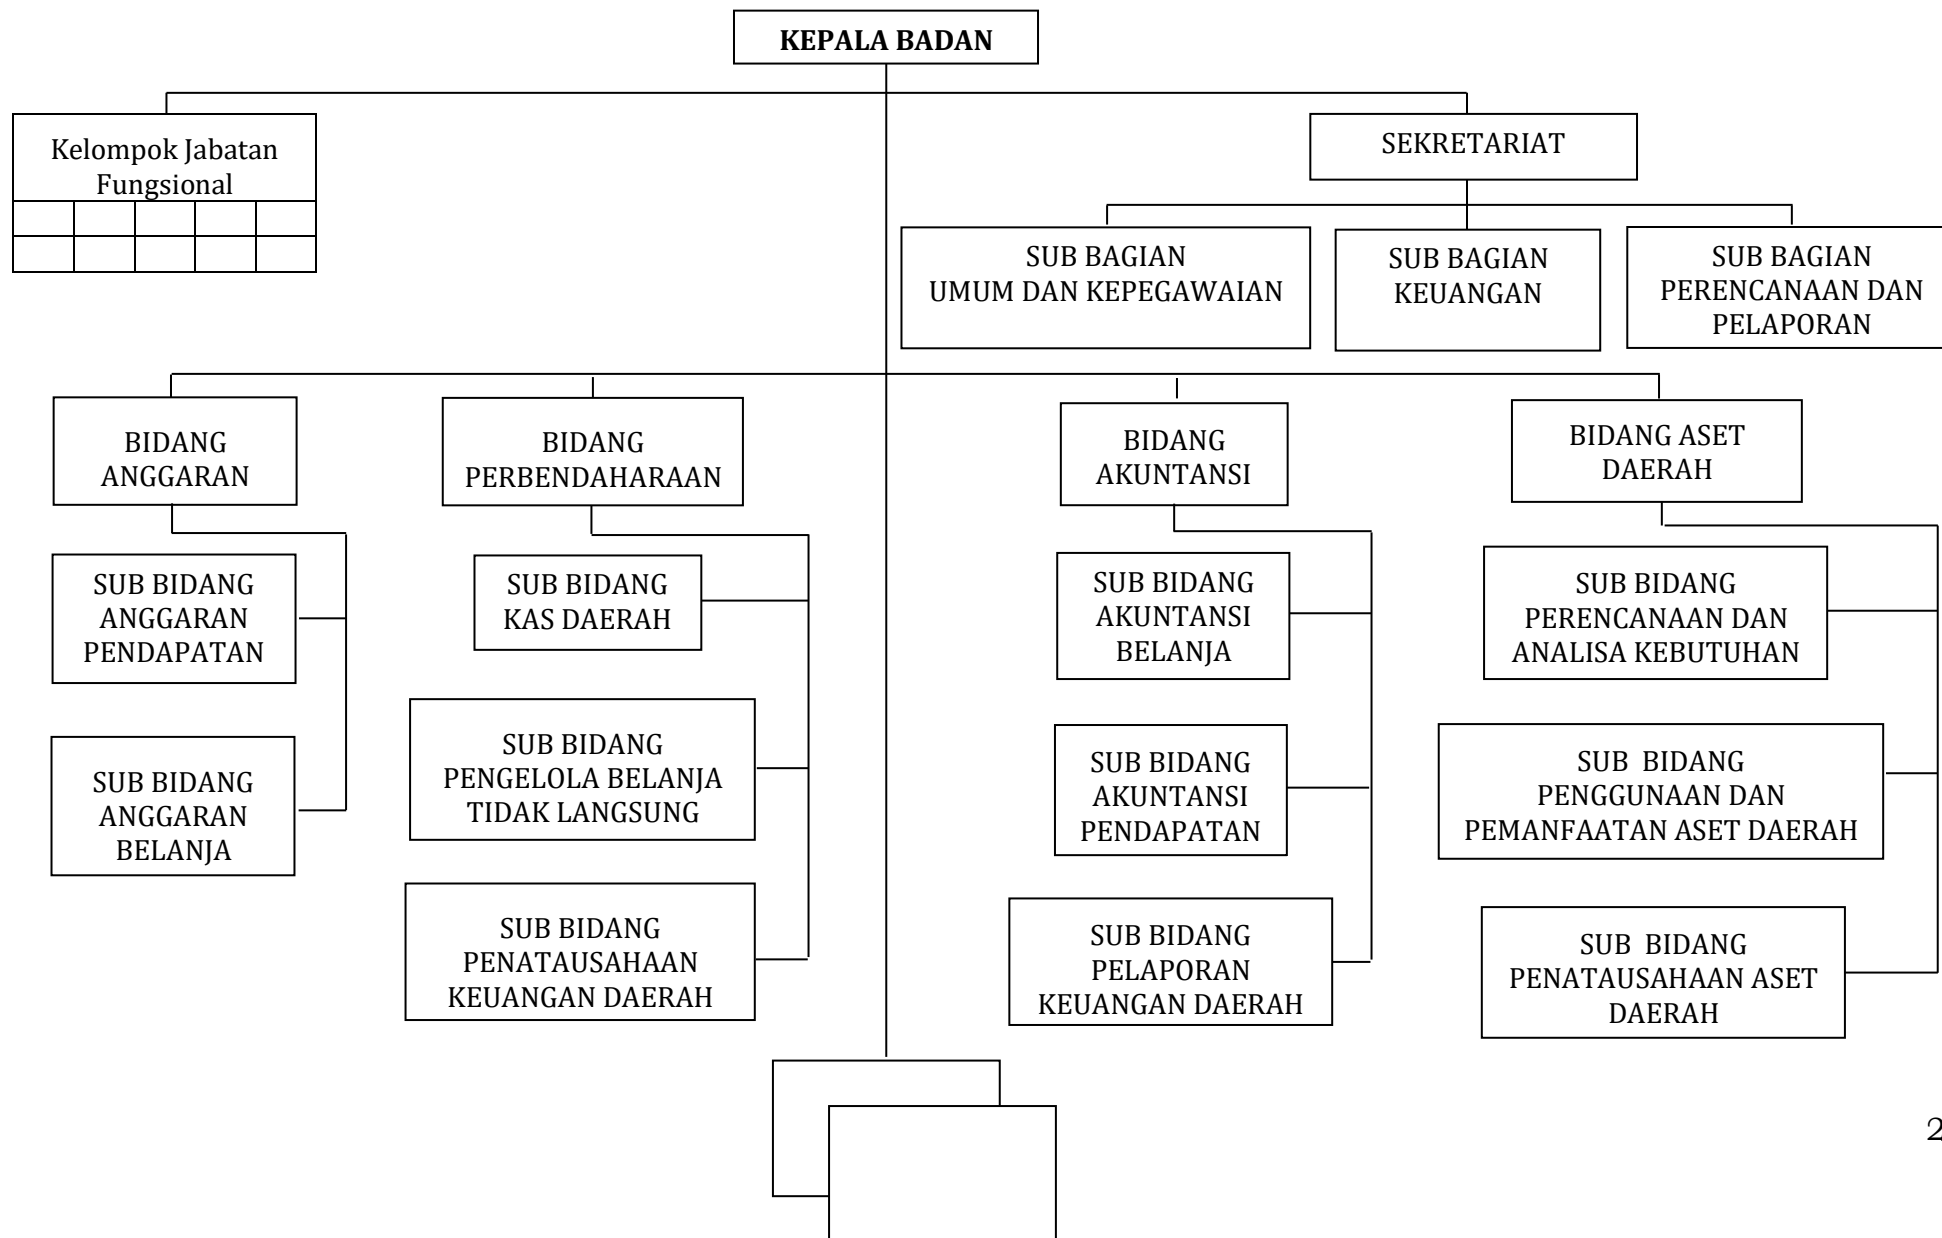 KEPALA BADAN
Kelompok Jabatan
Fungsional
SEKRETARIAT
SUB BAGIAN
UMUM DAN KEPEGAWAIAN
SUB BAGIAN
KEUANGAN
SUB BAGIAN
PERENCANAAN DAN
PELAPORAN
BIDANG
ANGGARAN
BIDANG
PERBENDAHARAAN
BIDANG
AKUNTANSI
BIDANG ASET
DAERAH
SUB BIDANG
ANGGARAN
PENDAPATAN
SUB BIDANG
KAS DAERAH
SUB BIDANG
AKUNTANSI
BELANJA
SUB BIDANG
PERENCANAAN DAN
ANALISA KEBUTUHAN
SUB BIDANG
ANGGARAN
BELANJA
SUB BIDANG
PENGELOLA BELANJA
TIDAK LANGSUNG
SUB BIDANG
AKUNTANSI
PENDAPATAN
SUB  BIDANG
PENGGUNAAN DAN
PEMANFAATAN ASET DAERAH
SUB BIDANG
PENATAUSAHAAN
KEUANGAN DAERAH
SUB BIDANG
PELAPORAN
KEUANGAN DAERAH
SUB  BIDANG
PENATAUSAHAAN ASET
DAERAH
2